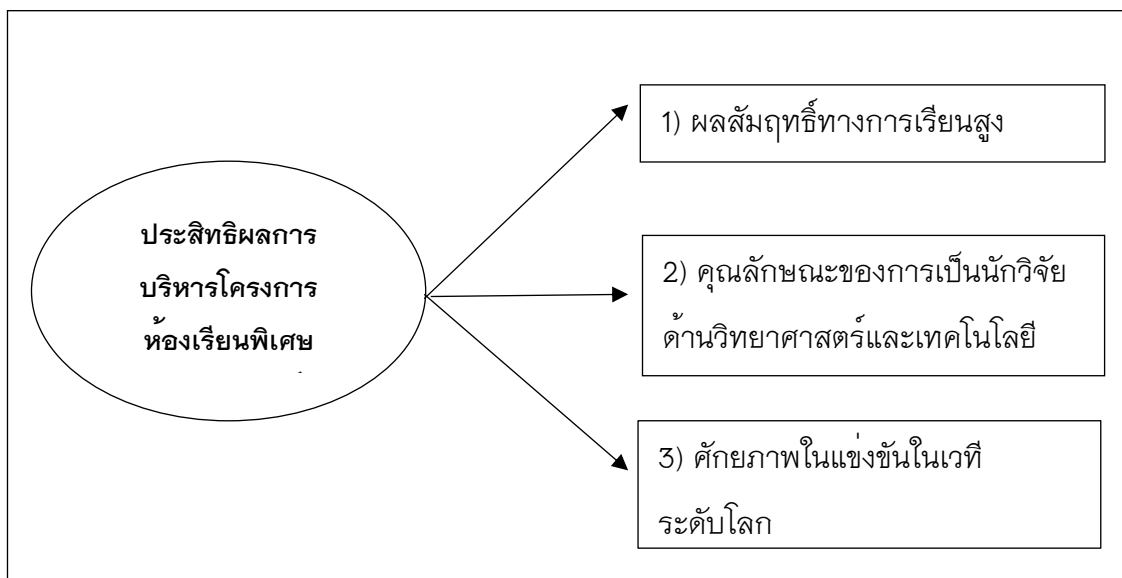 ประสิทธิผลการ
บริหารโครงการ
ห้องเรียนพิเศษ
1) ผลสัมฤทธิ์ทางการเรียนสูง
2) คุณลักษณะของการเป็นนักวิจัย
ด้านวิทยาศาสตร์และเทคโนโลยี
3) ศักยภาพในแข่งขันในเวที
ระดับโลก